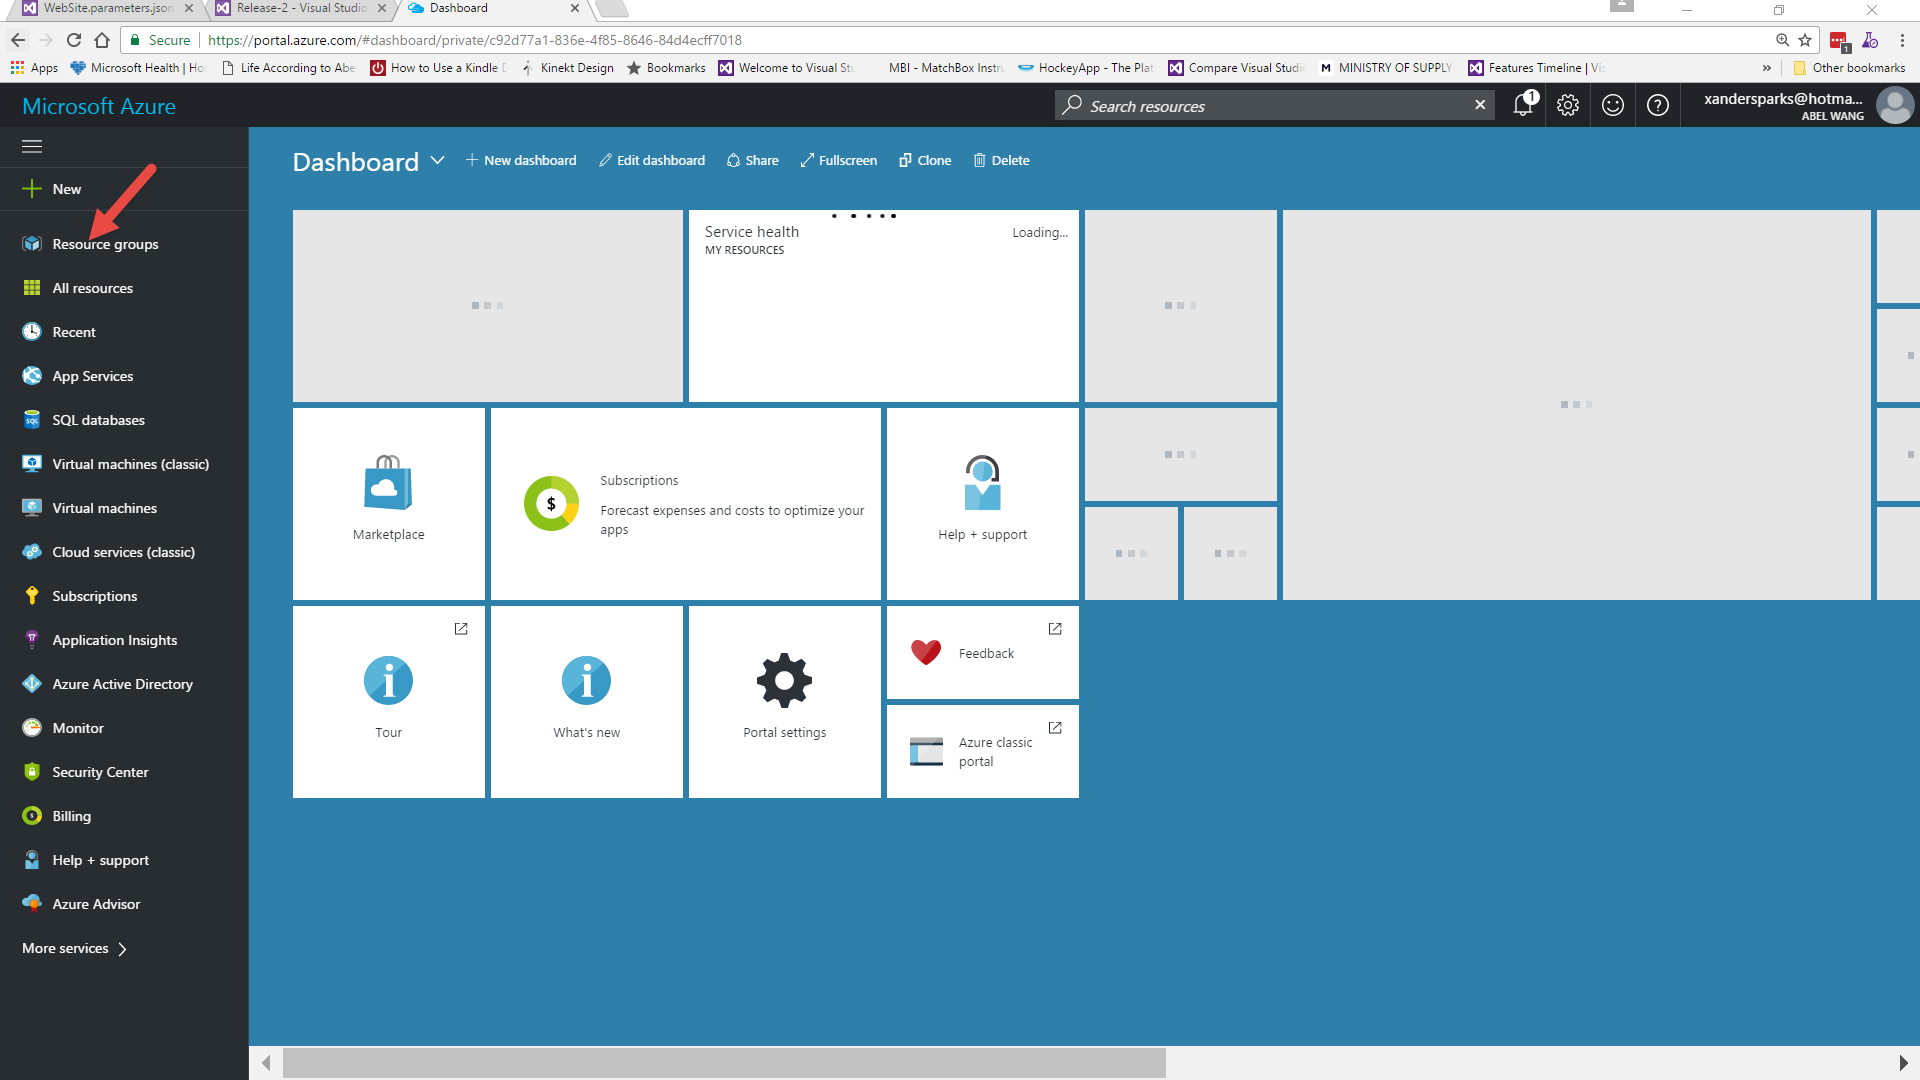 WebSite.parameters.json
Release-2 - Visual Studio
Dashboard
Secure
https://portal.azure.com/#dashboard/private/c92d77a1-836e-4f85-8646-84d4ecff7018
1
Apps
Microsoft Health | Ho
Life According to Abe
How to Use a Kindle D
Kinekt Design
Bookmarks
Welcome to Visual Stu
MBI - MatchBox Instru
HockeyApp - The Plat
Compare Visual Studio
M
MINISTRY OF SUPPLY
Features Timeline | Vis
»
Other bookmarks
Microsoft Azure
Search resources
1
xandersparks@hotma...
ABEL WANG
Dashboard
New dashboard
Edit dashboard
Share
Fullscreen
Clone
Delete
New
Resource groups
All resources
Recent
App Services
SQL databases
SQL
Virtual machines (classic)
Virtual machines
Cloud services (classic)
Subscriptions
Application Insights
Azure Active Directory
Monitor
Security Center
Billing
Help + support
Azure Advisor
More services
Service health
MY RESOURCES
Loading...
Marketplace
$
Subscriptions
Forecast expenses and costs to optimize your
apps
Help + support
Tour
What's new
Portal settings
Feedback
Azure classic
portal